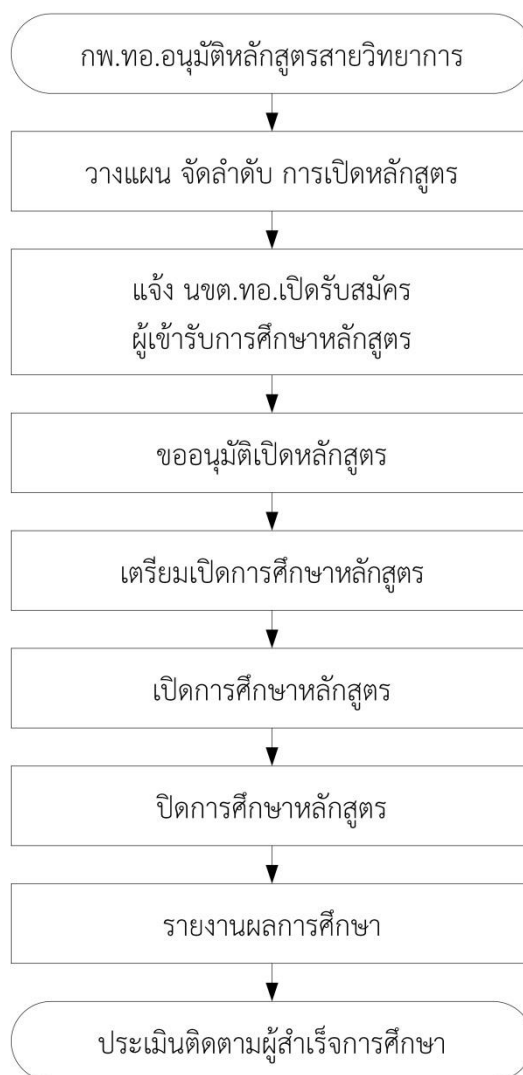 กพ.ทอ.อนุมัติหลักสูตรสายวิทยาการ
วางแผน จัดลำดับ การเปิดหลักสูตร
แจ้ง นขต.ทอ.เปิดรับสมัคร
ผู้เข้ารับการศึกษาหลักสูตร
ขออนุมัติเปิดหลักสูตร
เตรียมเปิดการศึกษาหลักสูตร
เปิดการศึกษาหลักสูตร
ปิดการศึกษาหลักสูตร
รายงานผลการศึกษา
ประเมินติดตามผู้สำเร็จการศึกษา